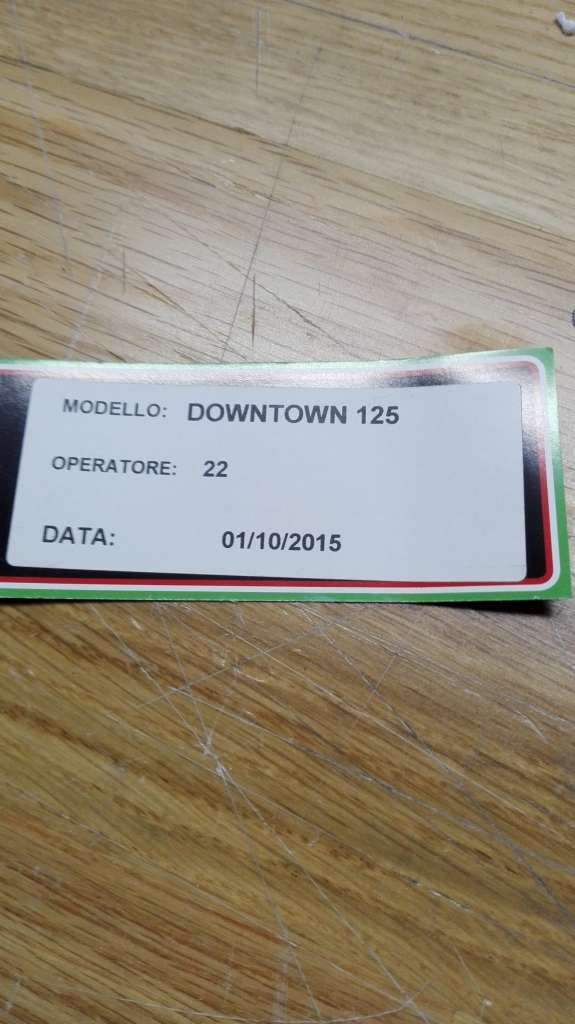 MODELLO: DOWNTOWN 125
OPERATORE: 22
DATA: 01/10/2015